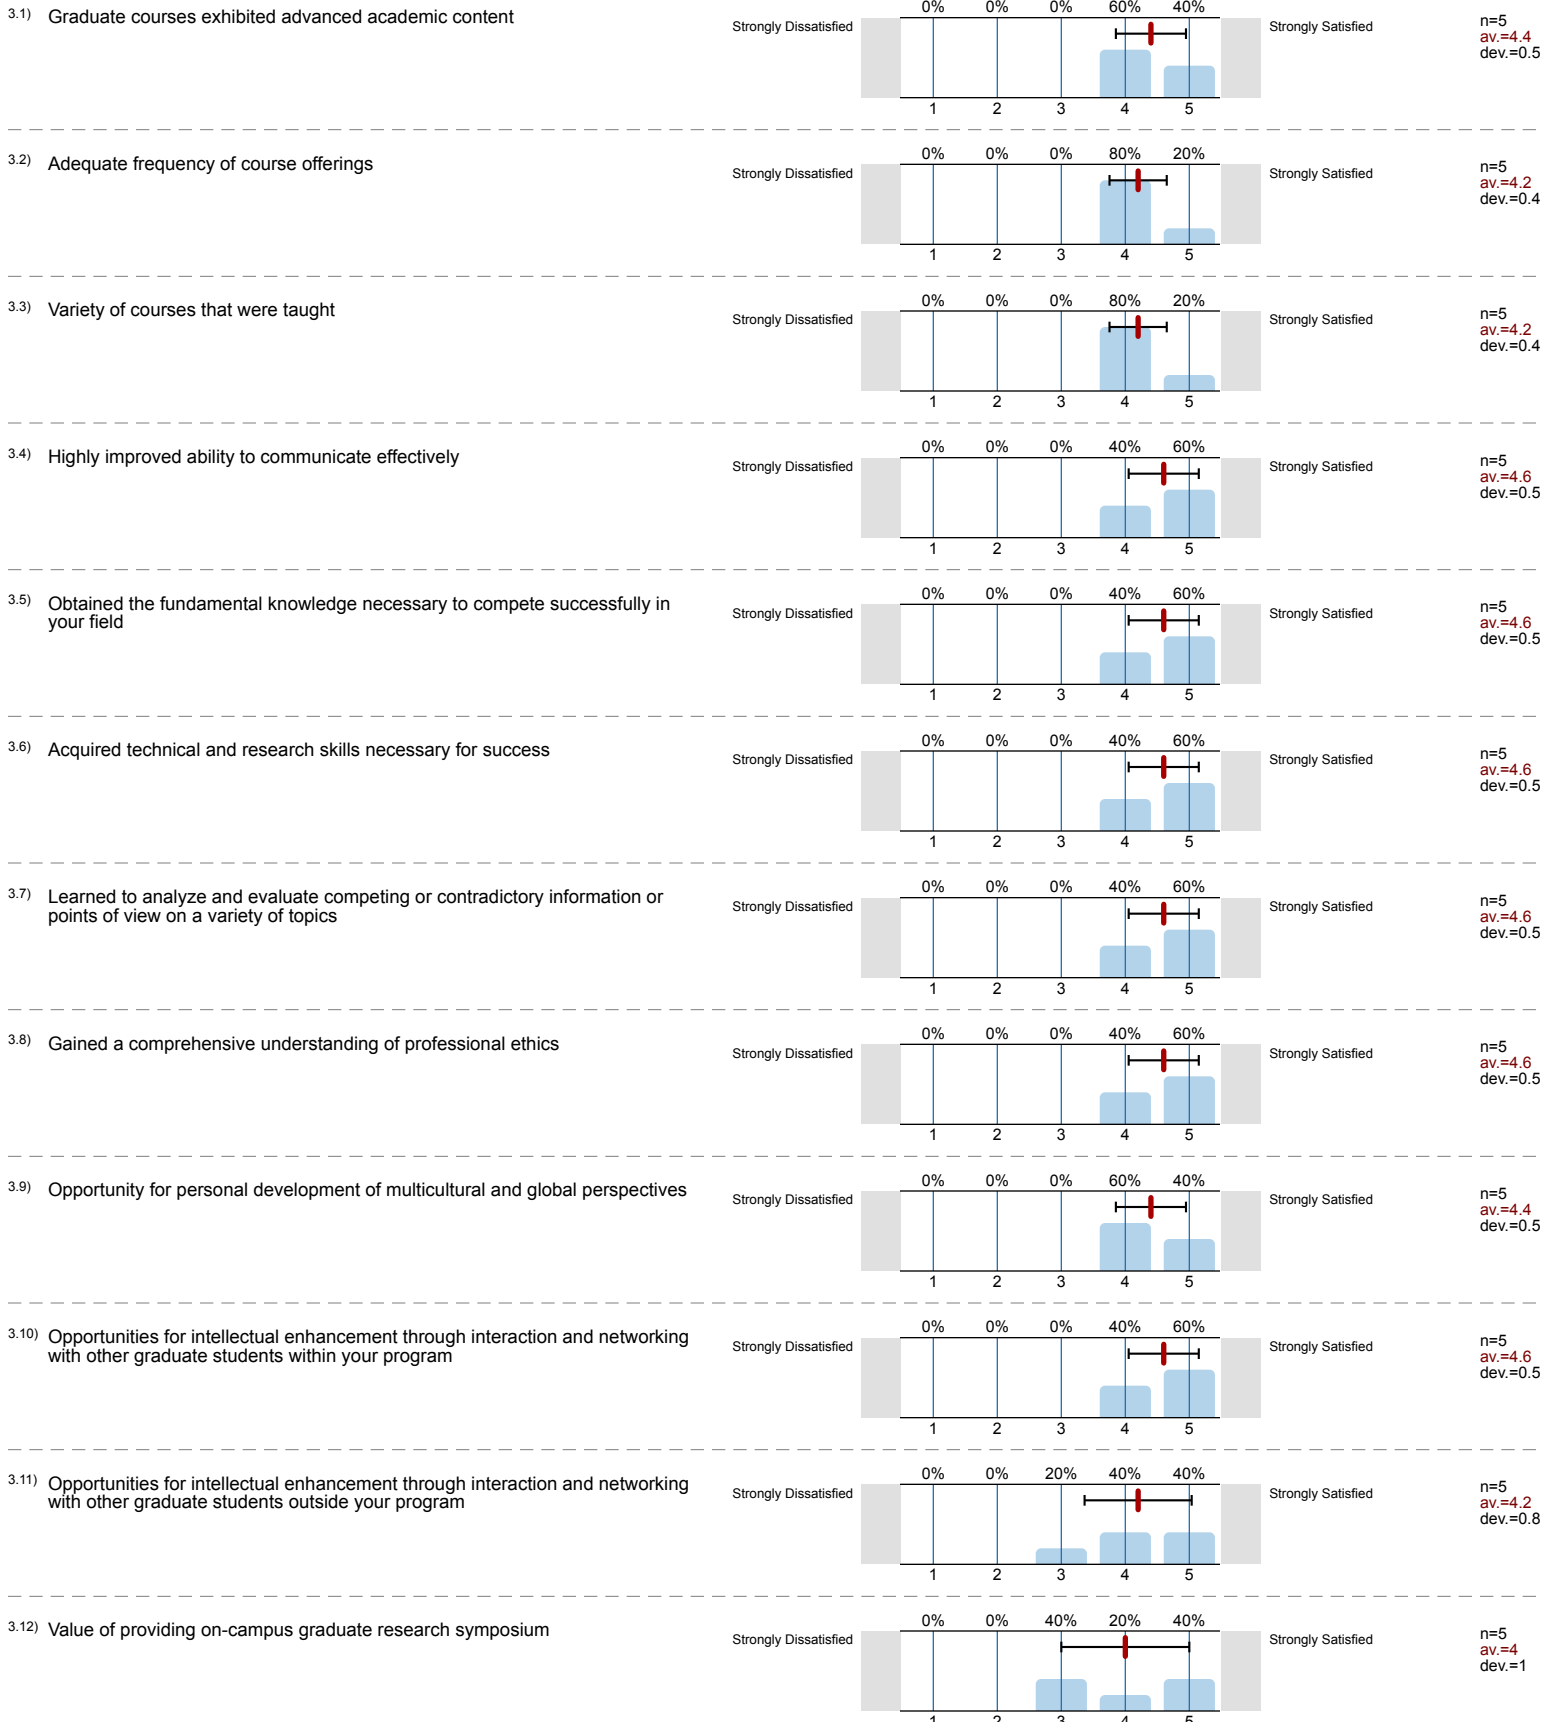 3.1) Graduate courses exhibited advanced academic content
Strongly Dissatisfied
0% 0% 0% 60% 40%
1 2 3 4 5
Strongly Satisfied
n=5
av.=4.4
dev.=0.5
3.2) Adequate frequency of course offerings
Strongly Dissatisfied
0% 0% 0% 80% 20%
1 2 3 4 5
Strongly Satisfied
n=5
av.=4.2
dev.=0.4
3.3) Variety of courses that were taught
Strongly Dissatisfied
0% 0% 0% 80% 20%
1 2 3 4 5
Strongly Satisfied
n=5
av.=4.2
dev.=0.4
3.4) Highly improved ability to communicate effectively
Strongly Dissatisfied
0% 0% 0% 40% 60%
1 2 3 4 5
Strongly Satisfied
n=5
av.=4.6
dev.=0.5
3.5) Obtained the fundamental knowledge necessary to compete successfully in
your field
Strongly Dissatisfied
0% 0% 0% 40% 60%
1 2 3 4 5
Strongly Satisfied
n=5
av.=4.6
dev.=0.5
3.6) Acquired technical and research skills necessary for success
Strongly Dissatisfied
0% 0% 0% 40% 60%
1 2 3 4 5
Strongly Satisfied
n=5
av.=4.6
dev.=0.5
3.7) Learned to analyze and evaluate competing or contradictory information or
points of view on a variety of topics
Strongly Dissatisfied
0% 0% 0% 40% 60%
1 2 3 4 5
Strongly Satisfied
n=5
av.=4.6
dev.=0.5
3.8) Gained a comprehensive understanding of professional ethics
Strongly Dissatisfied
0% 0% 0% 40% 60%
1 2 3 4 5
Strongly Satisfied
n=5
av.=4.6
dev.=0.5
3.9) Opportunity for personal development of multicultural and global perspectives
Strongly Dissatisfied
0% 0% 0% 60% 40%
1 2 3 4 5
Strongly Satisfied
n=5
av.=4.4
dev.=0.5
3.10) Opportunities for intellectual enhancement through interaction and networking
with other graduate students within your program
Strongly Dissatisfied
0% 0% 0% 40% 60%
1 2 3 4 5
Strongly Satisfied
n=5
av.=4.6
dev.=0.5
3.11) Opportunities for intellectual enhancement through interaction and networking
with other graduate students outside your program
Strongly Dissatisfied
0% 0% 20% 40% 40%
1 2 3 4 5
Strongly Satisfied
n=5
av.=4.2
dev.=0.8
3.12) Value of providing on-campus graduate research symposium
Strongly Dissatisfied
0% 0% 40% 20% 40%
1 2 3 4 5
Strongly Satisfied
n=5
av.=4
dev.=1